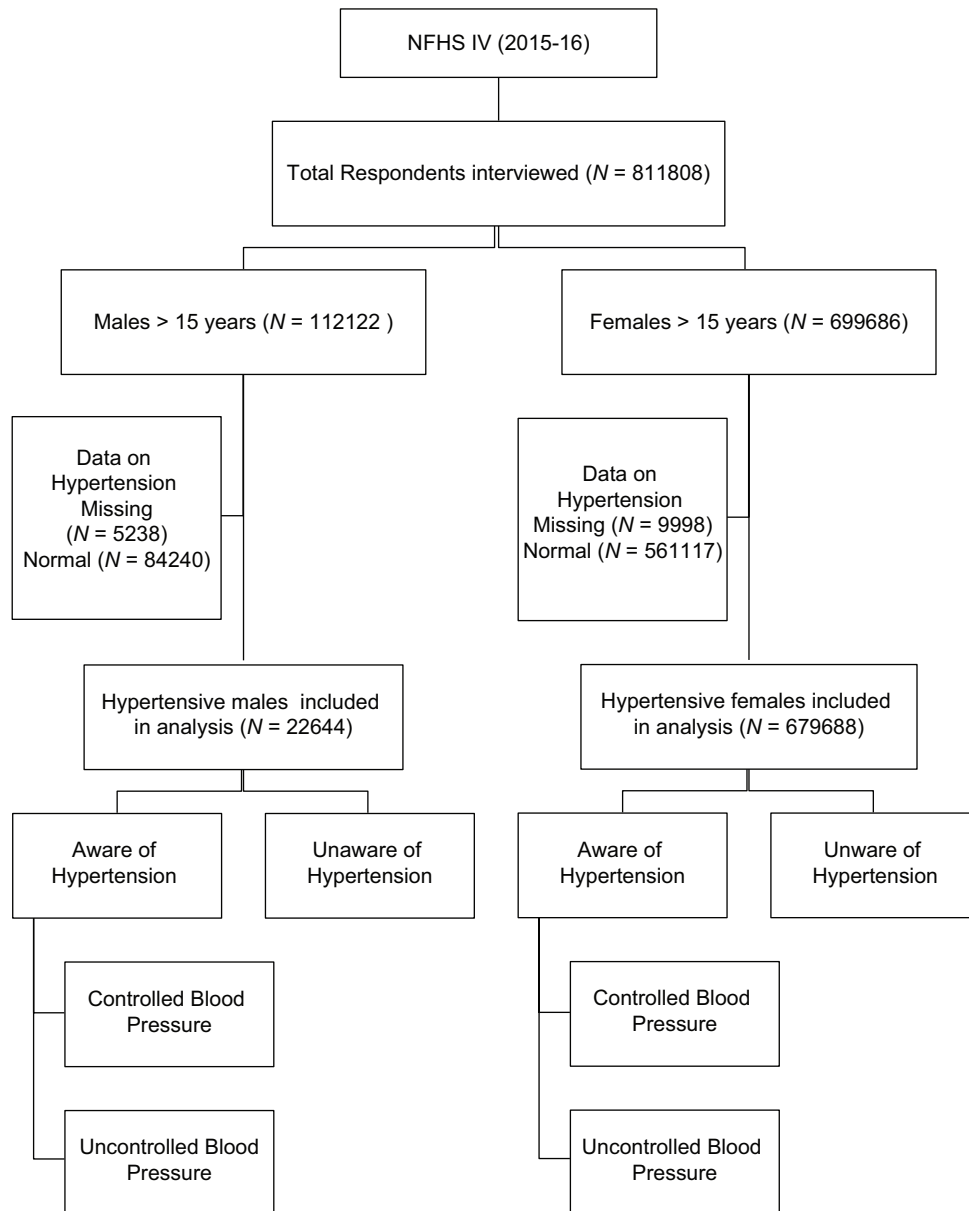 NFHS IV (2015-16)
Total Respondents interviewed (N = 811808)
Males > 15 years (N = 112122 )
Females > 15 years (N = 699686)
Data on
Hypertension
Missing
(N = 5238)
Normal (N = 84240)
Data on
Hypertension
Missing (N = 9998)
Normal (N = 561117)
Hypertensive males included
in analysis (N = 22644)
Hypertensive females included
in analysis (N = 679688)
Aware of
Hypertension
Unaware of
Hypertension
Aware of
Hypertension
Unware of
Hypertension
Controlled Blood
Pressure
Controlled Blood
Pressure
Uncontrolled Blood
Pressure
Uncontrolled Blood
Pressure